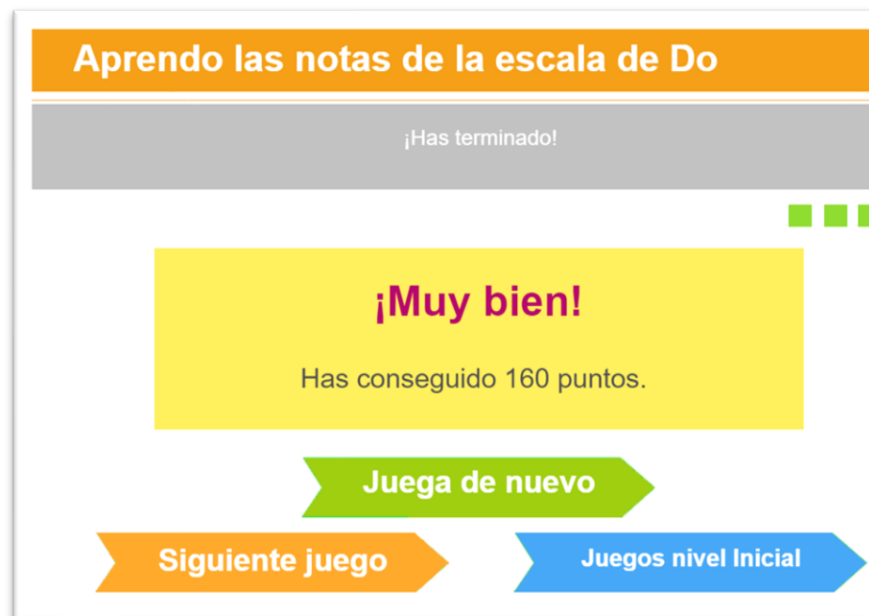 Aprendo las notas de la escala de Do
¡Has terminado!
¡Muy bien!
Has conseguido 160 puntos.
Juega de nuevo
Siguiente juego
Juegos nivel Inicial